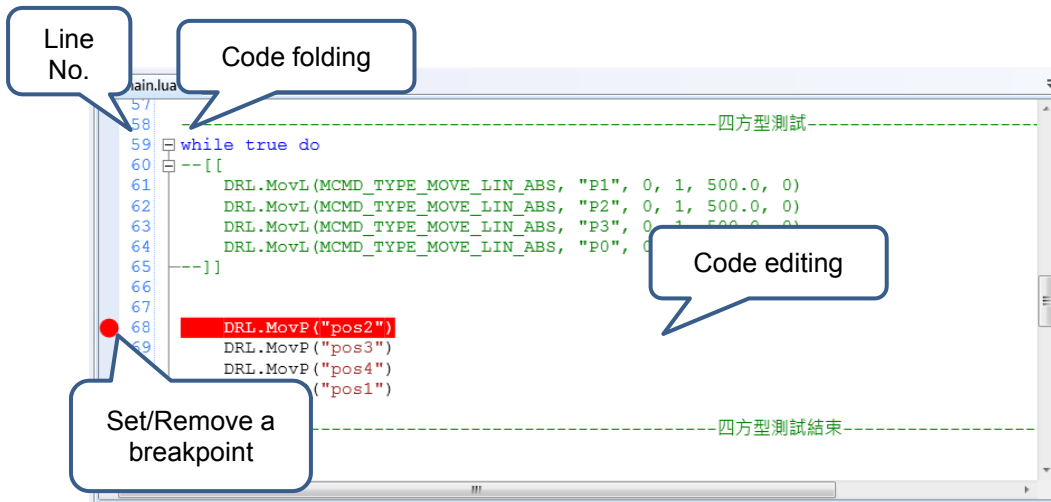 Line
No.
Code folding
main.lua
57
58 --------------------------------------------------四方型測試----------------------
59 while true do
60 --[[
61 DRL.MovL(MCMD_TYPE_MOVE_LIN_ABS, "P1", 0, 1, 500.0, 0)
62 DRL.MovL(MCMD_TYPE_MOVE_LIN_ABS, "P2", 0, 1, 500.0, 0)
63 DRL.MovL(MCMD_TYPE_MOVE_LIN_ABS, "P3", 0, 1, 500.0, 0)
64 DRL.MovL(MCMD_TYPE_MOVE_LIN_ABS, "P0", 0
Code editing
65 --]]
66
67
68 DRL.MovP("pos2")
69 DRL.MovP("pos3")
DRL.MovP("pos4")
("pos1")
Set/Remove a
breakpoint
--------------------------------------四方型測試結束------------------